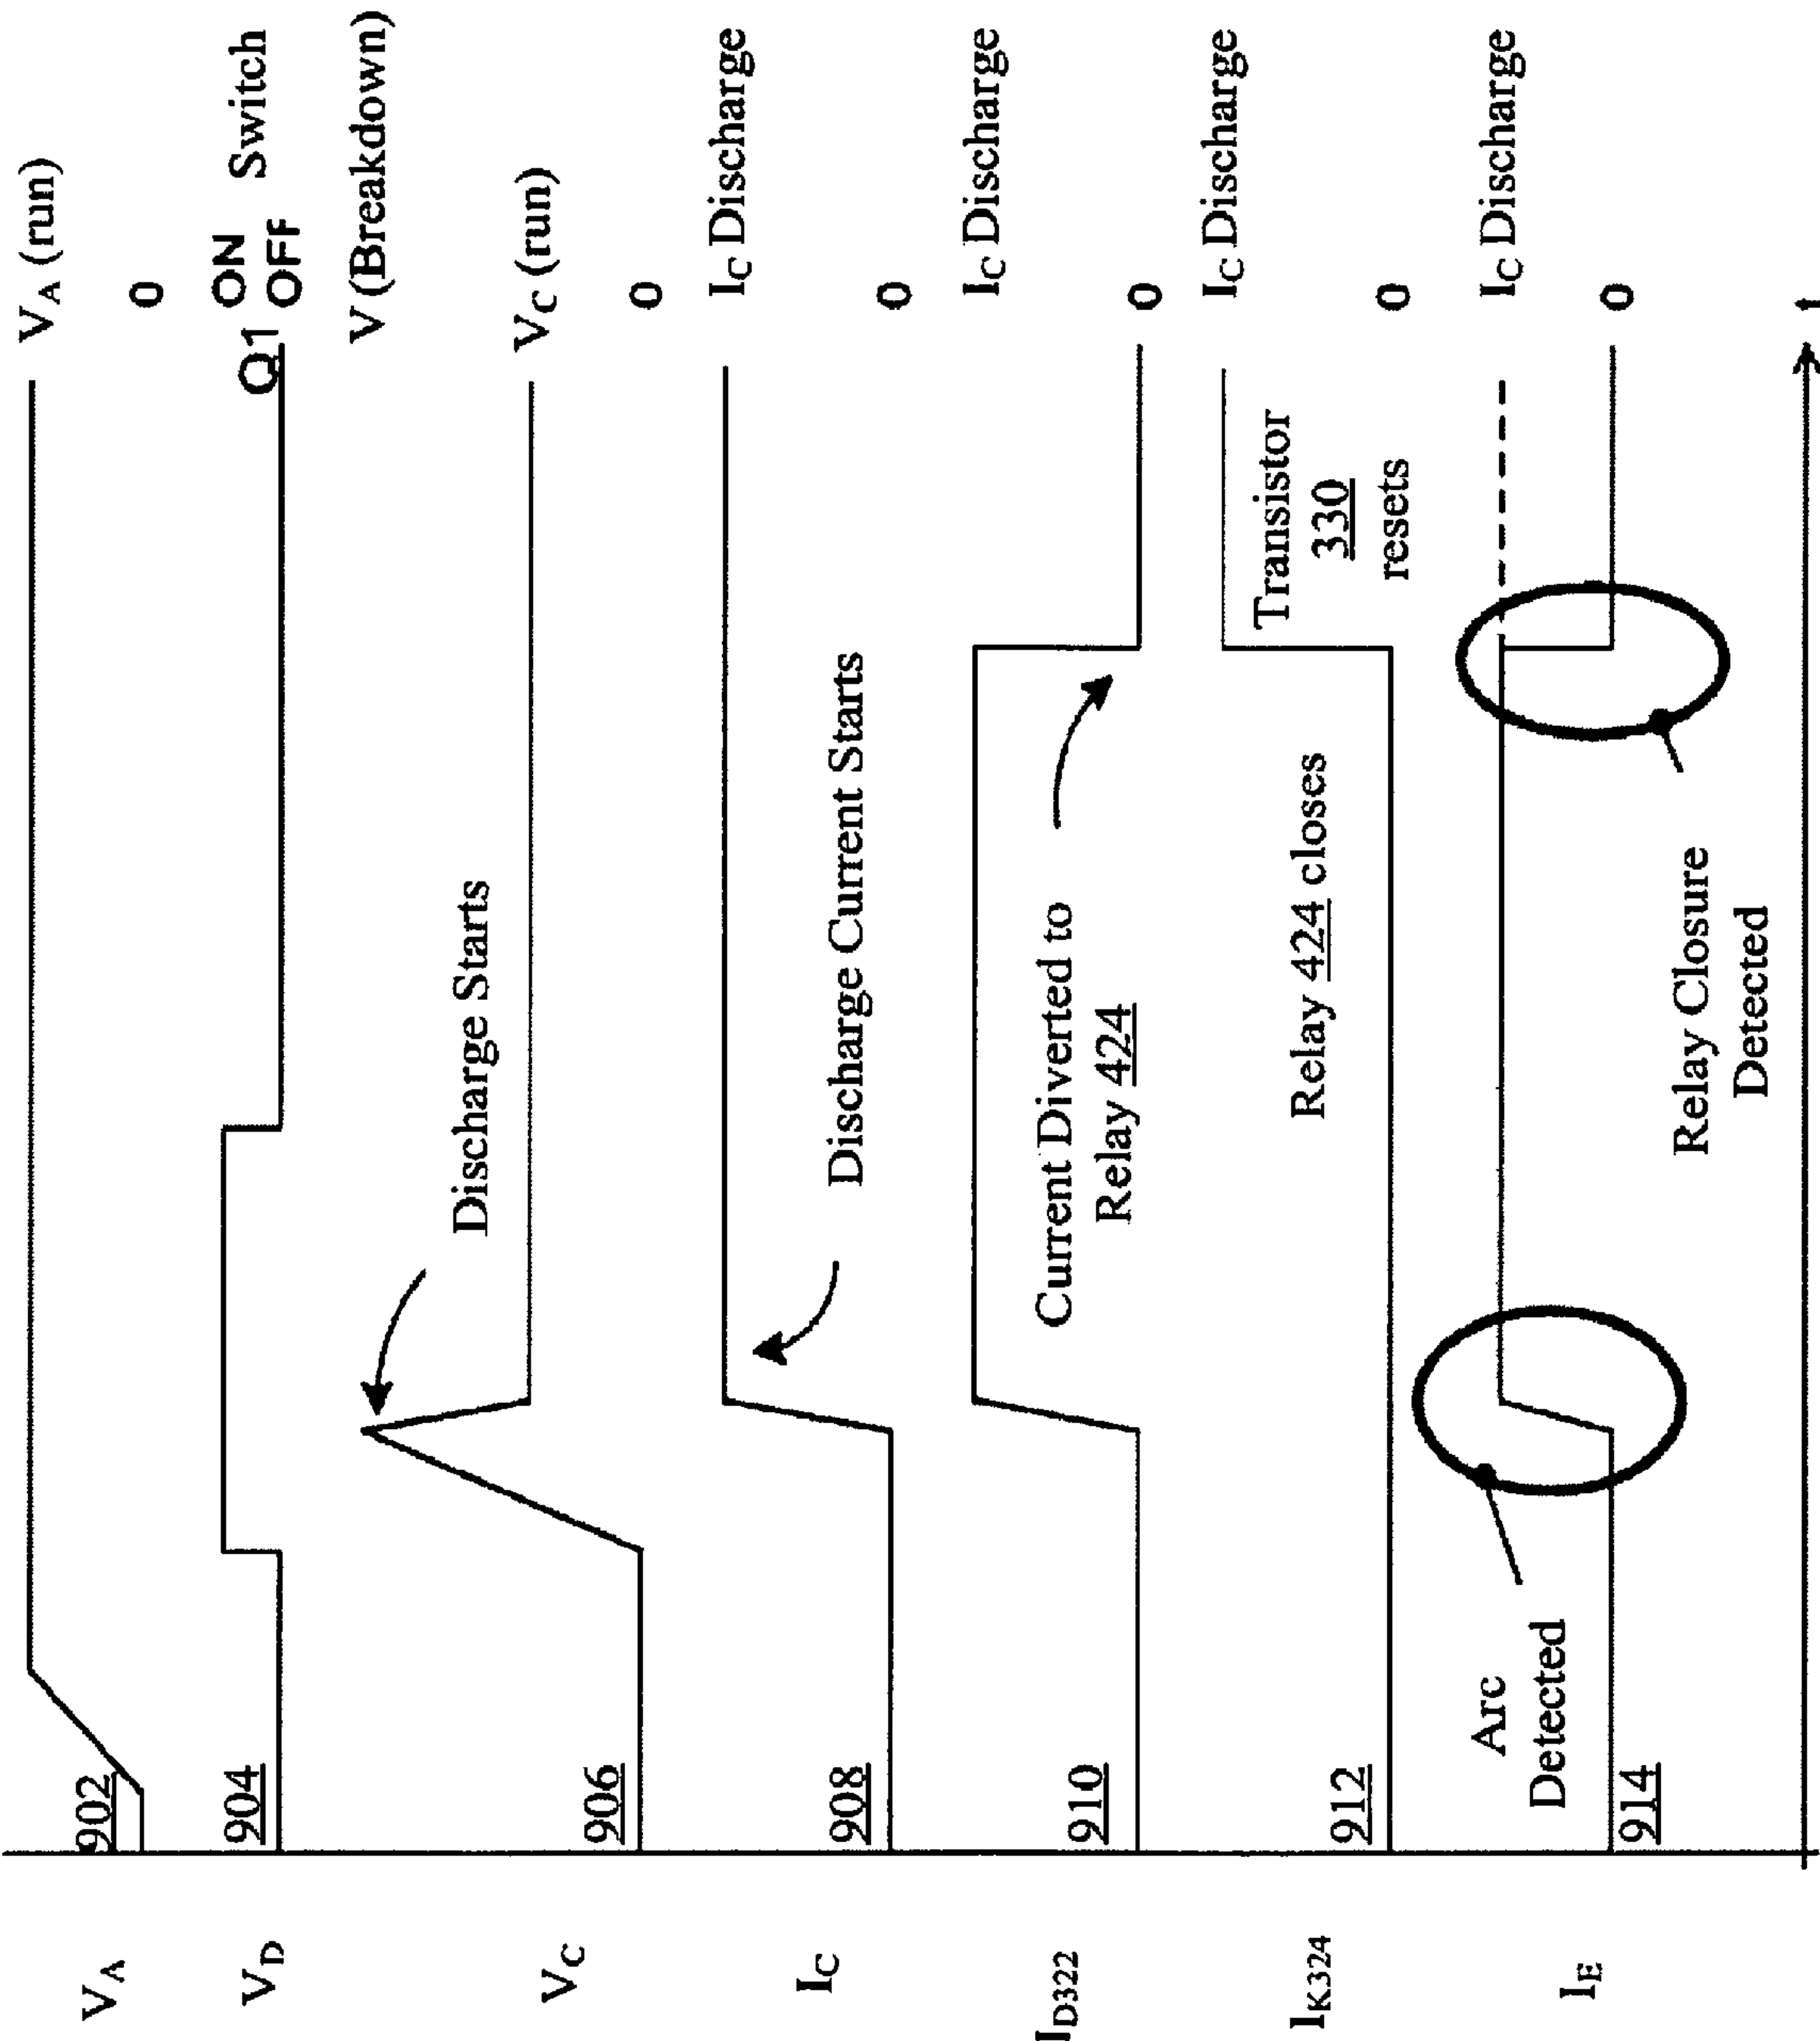 V_A
902
V_A (run)
0
V_D
904
Q1 ON Switch
OFF
V_C
906
V (Breakdown)
Discharge Starts
V_C (run)
0
I_C
908
I_C Discharge
Discharge Current Starts
0
I_D322
910
I_C Discharge
Current Diverted to
Relay 424
0
I_K324
912
I_C Discharge
Transistor
330
resets
Relay 424 closes
0
I_E
914
Arc
Detected
I_C Discharge
0
Relay Closure
Detected
t